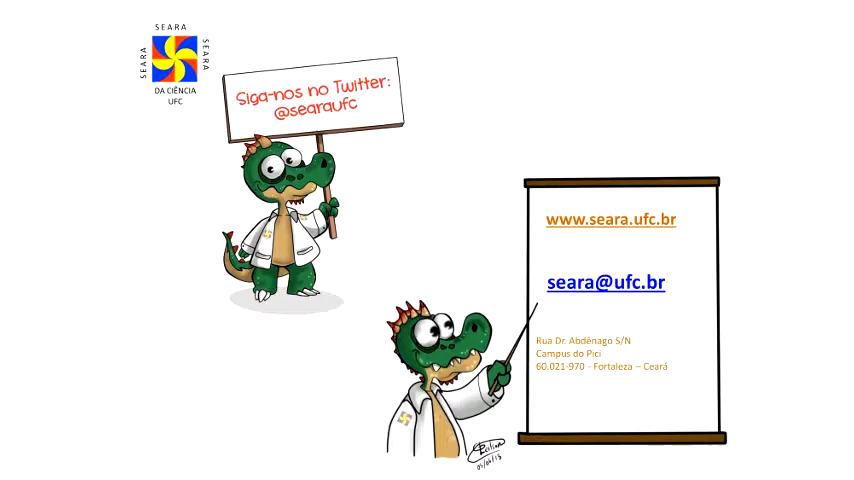 SEARA
SEARA
SEARA
DA CIÊNCIA
UFC
Siga-nos no Twitter:
@searaufc
www.seara.ufc.br
seara@ufc.br
Rua Dr. Abdênago S/N
Campus do Pici
60.021-970 - Fortaleza – Ceará